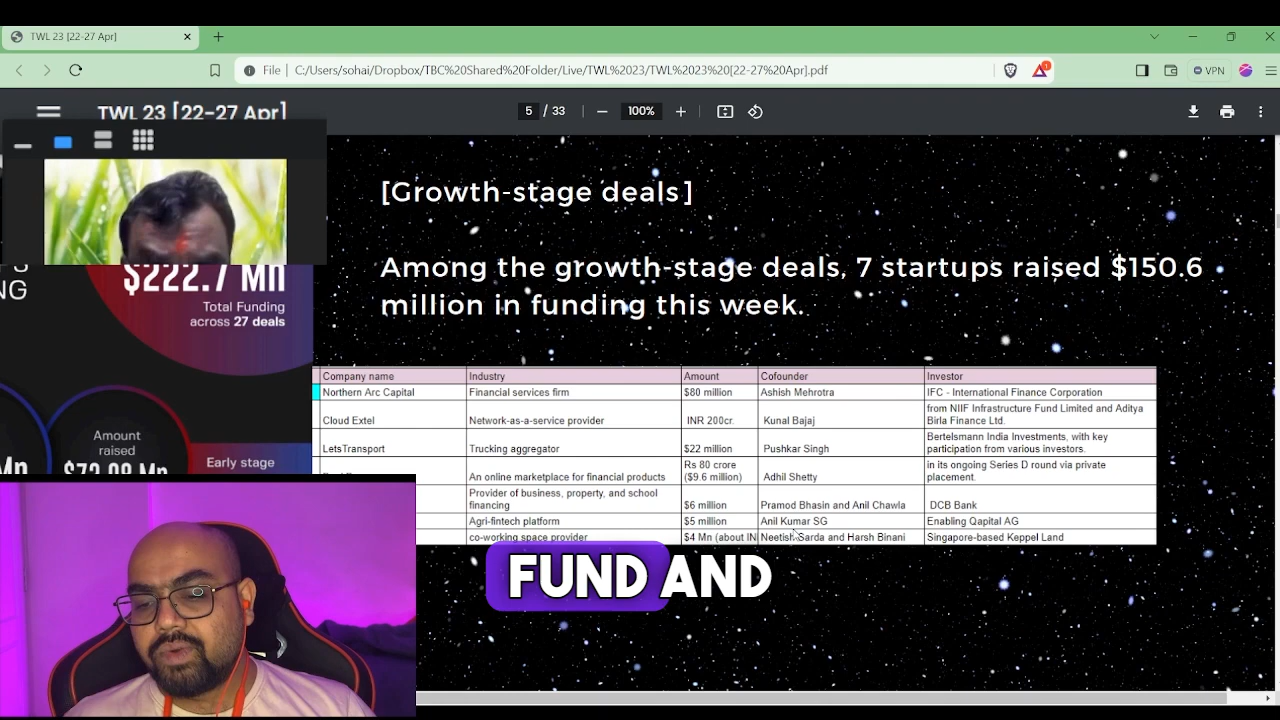 TWL 23 [22-27 Apr]
File
C:/Users/sohai/Dropbox/TBC%20Shared%20Folder/Live/TWL%2023/TWL%2023%20[22-27%20Apr].pdf
1
VPN
TWL 23 [22-27 Apr]
5 / 33
100%
[Growth-stage deals]
Among the growth-stage deals, 7 startups raised $150.6
million in funding this week.
$222.7 Mn
Total Funding
across 27 deals
Amount
raised
Early stage
Company name Industry Amount Cofounder Investor
Northern Arc Capital Financial services firm $80 million Ashish Mehrotra IFC - International Finance Corporation
Cloud Extel Network-as-a-service provider INR 200cr. Kunal Bajaj from NIIF Infrastructure Fund Limited and Aditya
Birla Finance Ltd.
LetsTransport Trucking aggregator $22 million Pushkar Singh Bertelsmann India Investments, with key
participation from various investors.
An online marketplace for financial products Rs 80 crore
($9.6 million) Adhil Shetty in its ongoing Series D round via private
placement.
Provider of business, property, and school
financing $6 million Pramod Bhasin and Anil Chawla DCB Bank
Agri-fintech platform $5 million Anil Kumar SG Enabling Qapital AG
co-working space provider $4 Mn (about IN Neetish Sarda and Harsh Binani Singapore-based Keppel Land
FUND AND